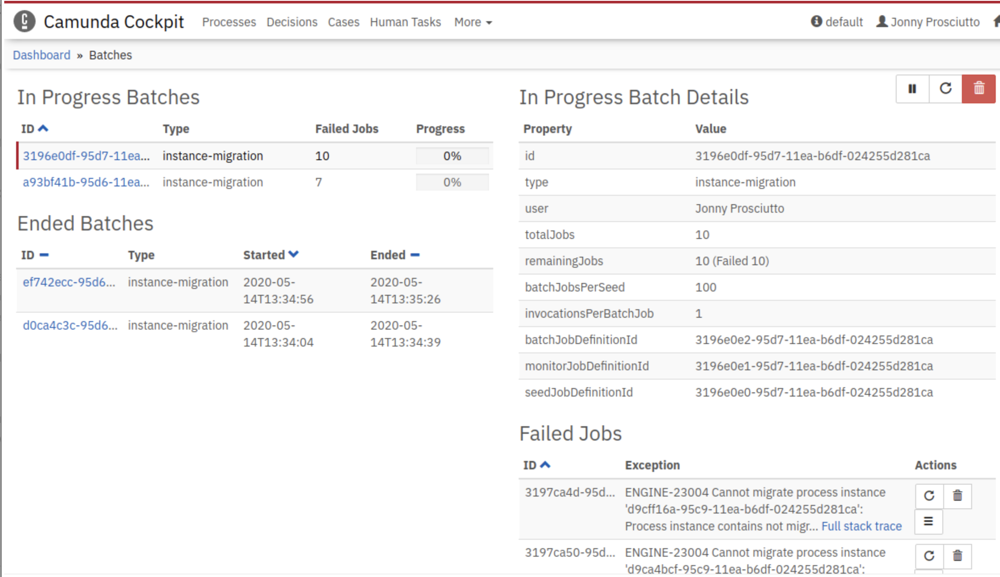 Camunda Cockpit Processes Decisions Cases Human Tasks More default Jonny Prosciutto
Dashboard » Batches
In Progress Batches
ID Type Failed Jobs Progress
3196e0df-95d7-11ea... instance-migration 10 0%
a93bf41b-95d6-11ea... instance-migration 7 0%
Ended Batches
ID Type Started Ended
ef742ecc-95d6... instance-migration 2020-05- 2020-05-
14T13:34:56 14T13:35:26
d0ca4c3c-95d6... instance-migration 2020-05- 2020-05-
14T13:34:04 14T13:34:39
In Progress Batch Details
Property Value
id 3196e0df-95d7-11ea-b6df-024255d281ca
type instance-migration
user Jonny Prosciutto
totalJobs 10
remainingJobs 10 (Failed 10)
batchJobsPerSeed 100
invocationsPerBatchJob 1
batchJobDefinitionId 3196e0e2-95d7-11ea-b6df-024255d281ca
monitorJobDefinitionId 3196e0e1-95d7-11ea-b6df-024255d281ca
seedJobDefinitionId 3196e0e0-95d7-11ea-b6df-024255d281ca
Failed Jobs
ID Exception Actions
3197ca4d-95d... ENGINE-23004 Cannot migrate process instance
'd9cff16a-95c9-11ea-b6df-024255d281ca':
Process instance contains not migr... Full stack trace
3197ca50-95d... ENGINE-23004 Cannot migrate process instance
'd9ca4bcf-95c9-11ea-b6df-024255d281ca':